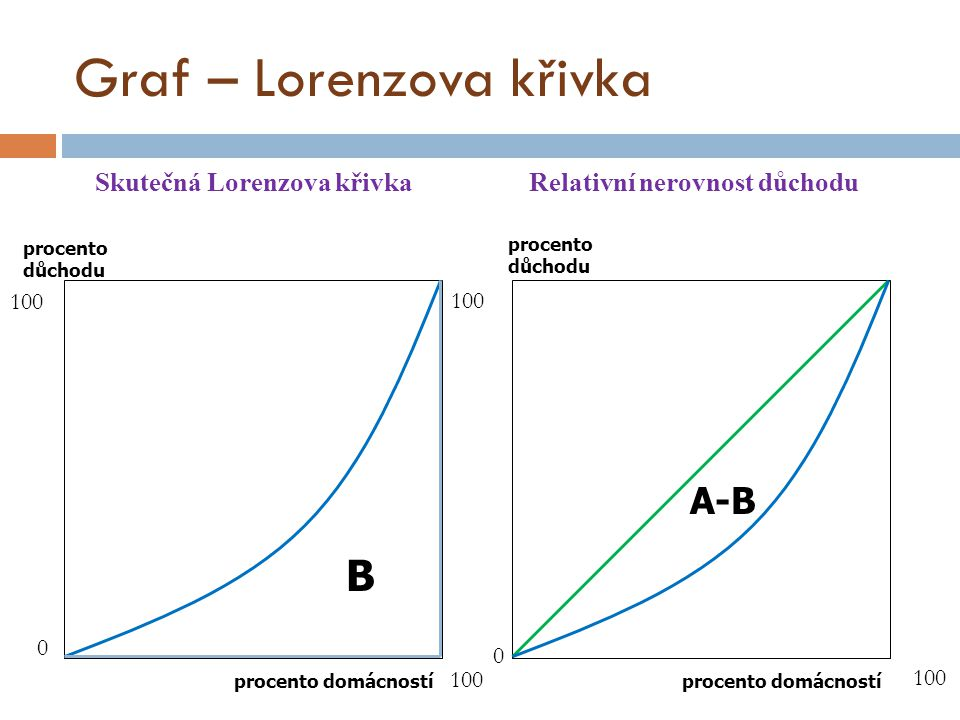 Graf – Lorenzova křivka
Skutečná Lorenzova křivka
Relativní nerovnost důchodu
procento
důchodu
100
B
0
procento domácností
100
procento
důchodu
100
A-B
0
procento domácností
100